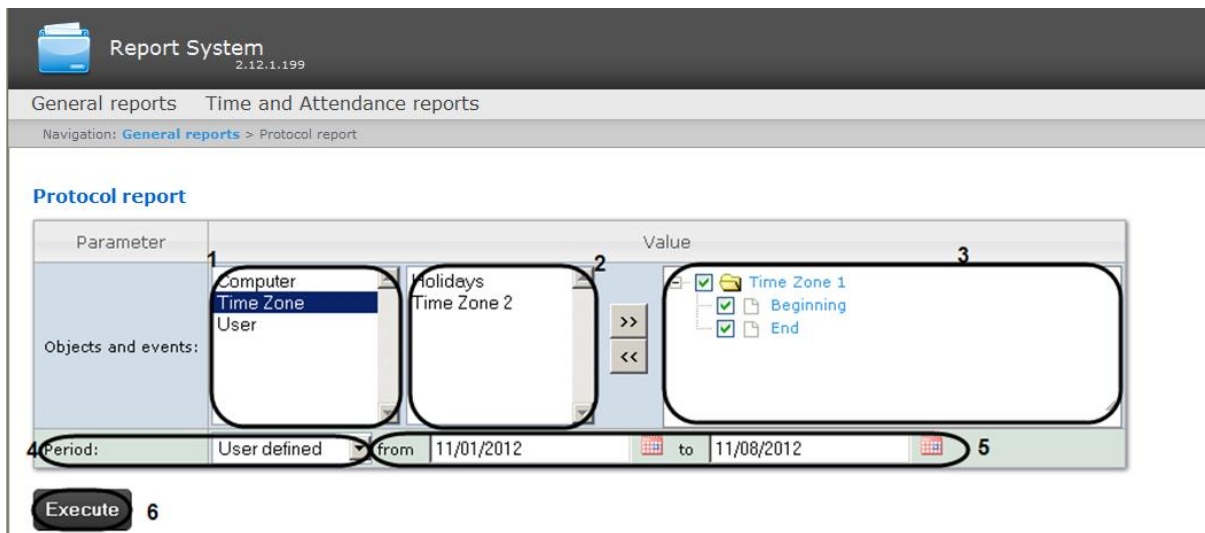 Report System
2.12.1.199
General reports Time and Attendance reports
Navigation: General reports > Protocol report
Protocol report
Parameter Value
1 2 3
Objects and events:
Computer
Time Zone
User
Holidays
Time Zone 2
>>
<<
Time Zone 1
Beginning
End
4 Period: User defined from 11/01/2012 to 11/08/2012 5
Execute 6